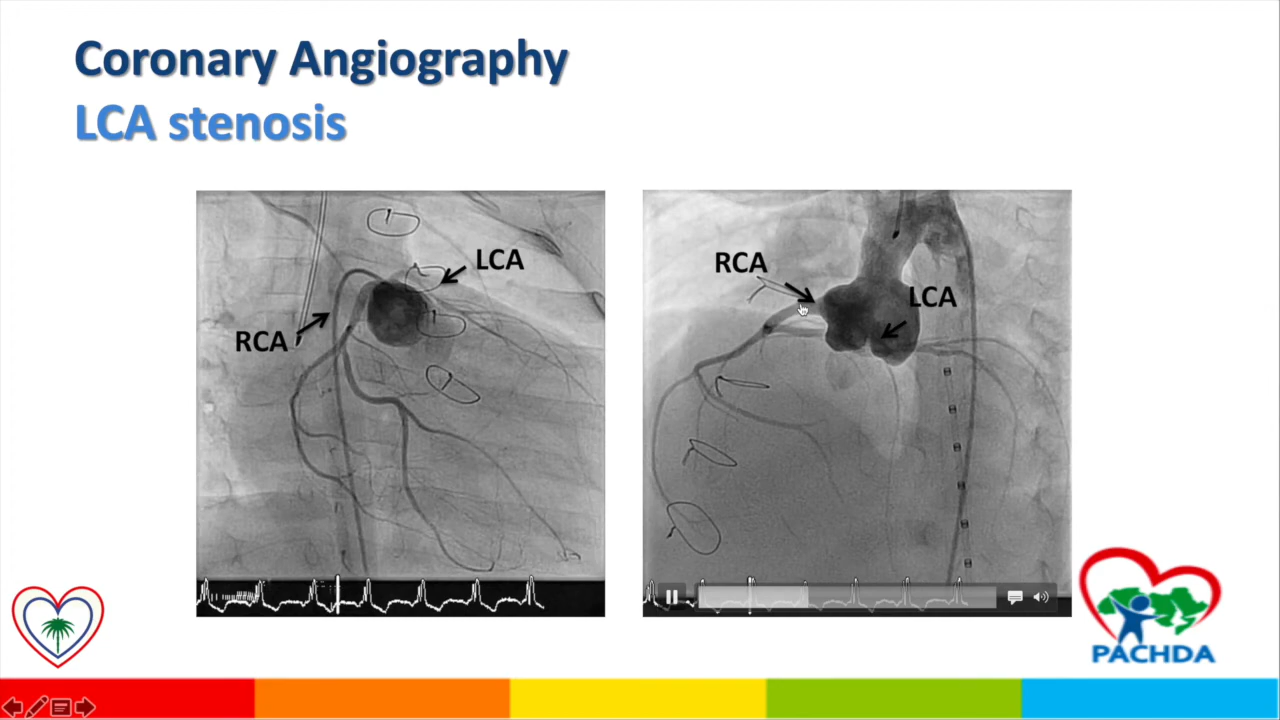 Coronary Angiography
LCA stenosis
LCA
RCA
RCA
LCA
PACHDA